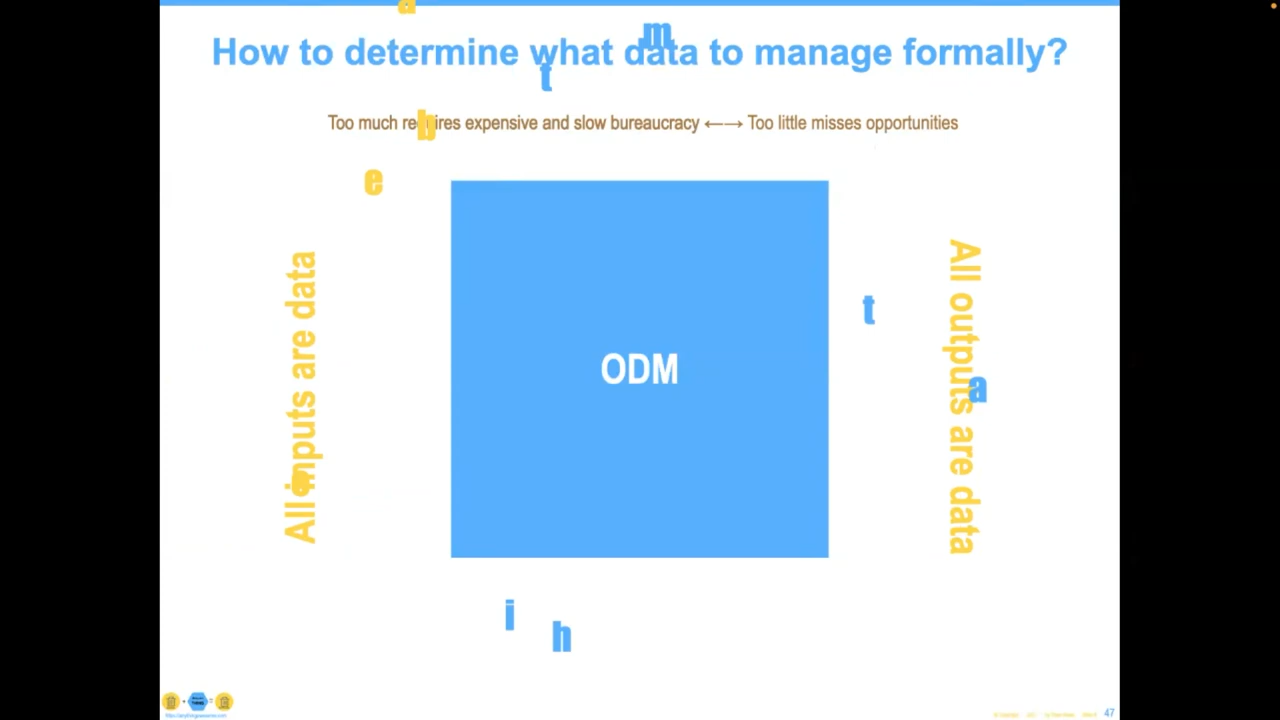 a
m
How to determine what data to manage formally?
t
Too much requires expensive and slow bureaucracy ←→ Too little misses opportunities
b
e
All inputs are data
ODM
All outputs are data
t
a
i
h
47